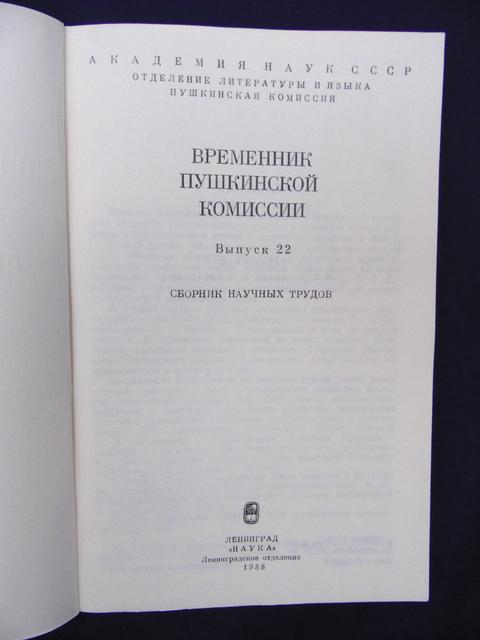 АКАДЕМИЯ НАУК СССР
ОТДЕЛЕНИЕ ЛИТЕРАТУРЫ И ЯЗЫКА
ПУШКИНСКАЯ КОМИССИЯ
ВРЕМЕННИК
ПУШКИНСКОЙ
КОМИССИИ
Выпуск 22
СБОРНИК НАУЧНЫХ ТРУДОВ
ЛЕНИНГРАД
«НАУКА»
Ленинградское отделение
1988